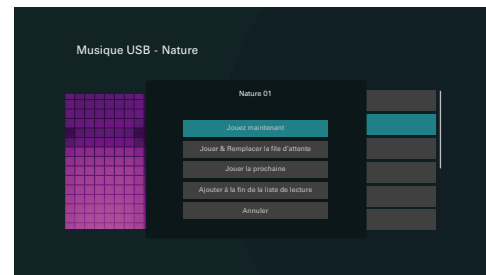 Musique USB - Nature
Nature 01
Jouez maintenant
Jouer & Remplacer la file d'attente
Jouer la prochaine
Ajouter à la fin de la liste de lecture
Annuler